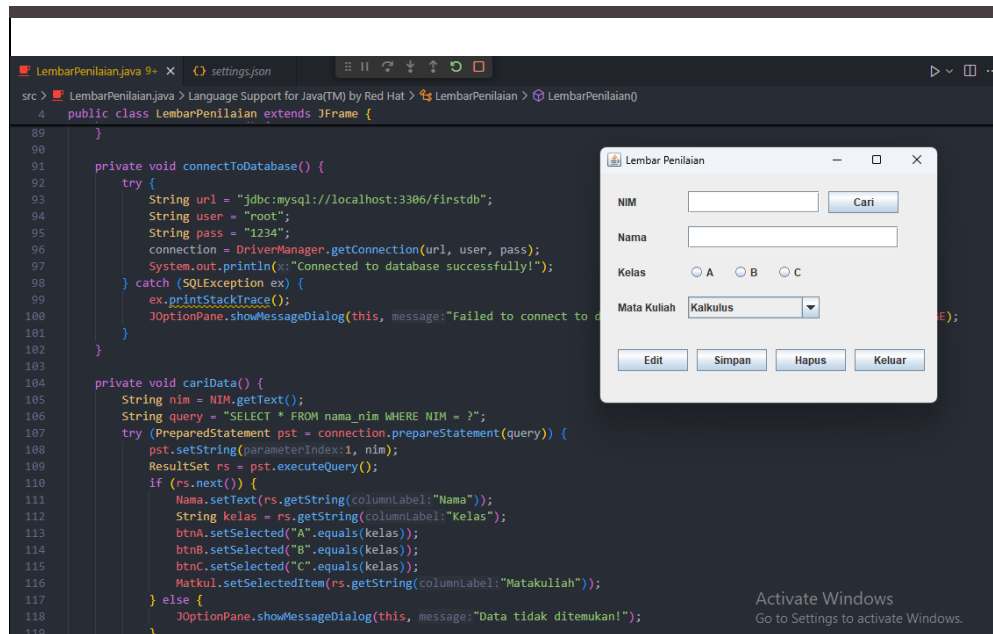 LembarPenilaian.java 9+ {} settings.json
src > LembarPenilaian.java > Language Support for Java(TM) by Red Hat > LembarPenilaian > LembarPenilaian()
4 public class LembarPenilaian extends JFrame {
89 }
90
91 private void connectToDatabase() {
92 try {
93 String url = "jdbc:mysql://localhost:3306/firstdb";
94 String user = "root";
95 String pass = "1234";
96 connection = DriverManager.getConnection(url, user, pass);
97 System.out.println(x:"Connected to database successfully!");
98 } catch (SQLException ex) {
99 ex.printStackTrace();
100 JOptionPane.showMessageDialog(this, message:"Failed to connect to d
E);
101 }
102 }
103
104 private void cariData() {
105 String nim = NIM.getText();
106 String query = "SELECT * FROM nama_nim WHERE NIM = ?";
107 try (PreparedStatement pst = connection.prepareStatement(query)) {
108 pst.setString(parameterIndex:1, nim);
109 ResultSet rs = pst.executeQuery();
110 if (rs.next()) {
111 Nama.setText(rs.getString(columnLabel:"Nama"));
112 String kelas = rs.getString(columnLabel:"Kelas");
113 btnA.setSelected("A".equals(kelas));
114 btnB.setSelected("B".equals(kelas));
115 btnC.setSelected("C".equals(kelas));
116 Matkul.setSelectedItem(rs.getString(columnLabel:"Matakuliah"));
117 } else {
118 JOptionPane.showMessageDialog(this, message:"Data tidak ditemukan!");
119 }
Lembar Penilaian
NIM Cari
Nama
Kelas A B C
Mata Kuliah Kalkulus
Edit Simpan Hapus Keluar
Activate Windows
Go to Settings to activate Windows.